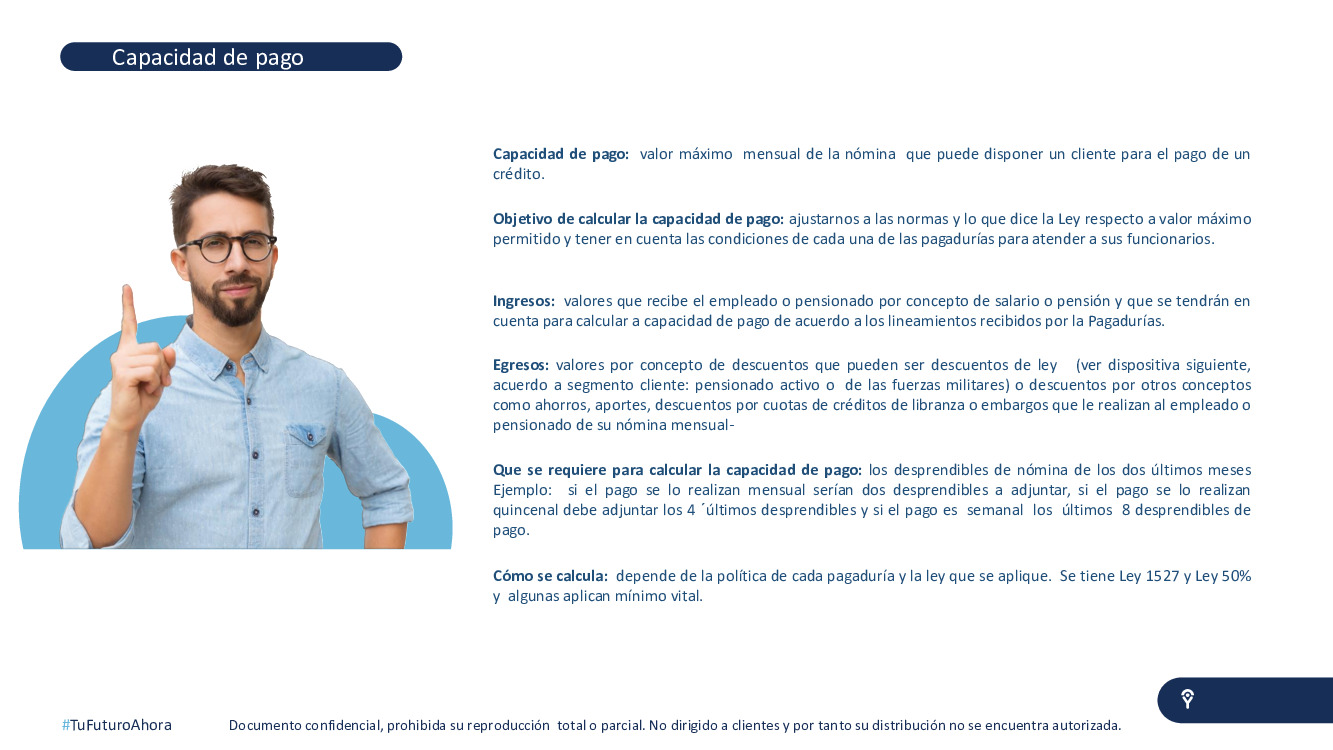 Capacidad de pago
Capacidad de pago: valor máximo mensual de la nómina que puede disponer un cliente para el pago de un
crédito.
Objetivo de calcular la capacidad de pago: ajustarnos a las normas y lo que dice la Ley respecto a valor máximo
permitido y tener en cuenta las condiciones de cada una de las pagadurías para atender a sus funcionarios.
Ingresos: valores que recibe el empleado o pensionado por concepto de salario o pensión y que se tendrán en
cuenta para calcular a capacidad de pago de acuerdo a los lineamientos recibidos por la Pagadurías.
Egresos: valores por concepto de descuentos que pueden ser descuentos de ley (ver dispositiva siguiente,
acuerdo a segmento cliente: pensionado activo o de las fuerzas militares) o descuentos por otros conceptos
como ahorros, aportes, descuentos por cuotas de créditos de libranza o embargos que le realizan al empleado o
pensionado de su nómina mensual-
Que se requiere para calcular la capacidad de pago: los desprendibles de nómina de los dos últimos meses
Ejemplo: si el pago se lo realizan mensual serían dos desprendibles a adjuntar, si el pago se lo realizan
quincenal debe adjuntar los 4 ´últimos desprendibles y si el pago es semanal los últimos 8 desprendibles de
pago.
Cómo se calcula: depende de la política de cada pagaduría y la ley que se aplique. Se tiene Ley 1527 y Ley 50%
y algunas aplican mínimo vital.
#TuFuturoAhora
Documento confidencial, prohibida su reproducción total o parcial. No dirigido a clientes y por tanto su distribución no se encuentra autorizada.